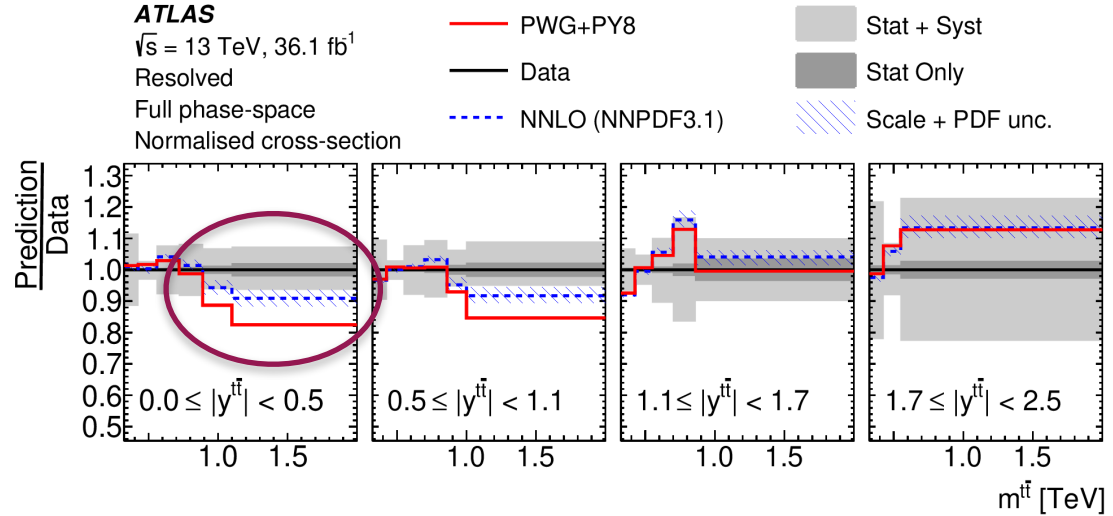 ATLAS
√s = 13 TeV, 36.1 fb⁻¹
Resolved
Full phase-space
Normalised cross-section
PWG+PY8
Data
NNLO (NNPDF3.1)
Stat + Syst
Stat Only
Scale + PDF unc.
Prediction
Data
1.3
1.2
1.1
1.0
0.9
0.8
0.7
0.6
0.5
0.0 ≤ |y^{tt̄}| < 0.5
0.5 ≤ |y^{tt̄}| < 1.1
1.1 ≤ |y^{tt̄}| < 1.7
1.7 ≤ |y^{tt̄}| < 2.5
1.0 1.5
1.0 1.5
1.0 1.5
1.0 1.5
m^{tt̄} [TeV]